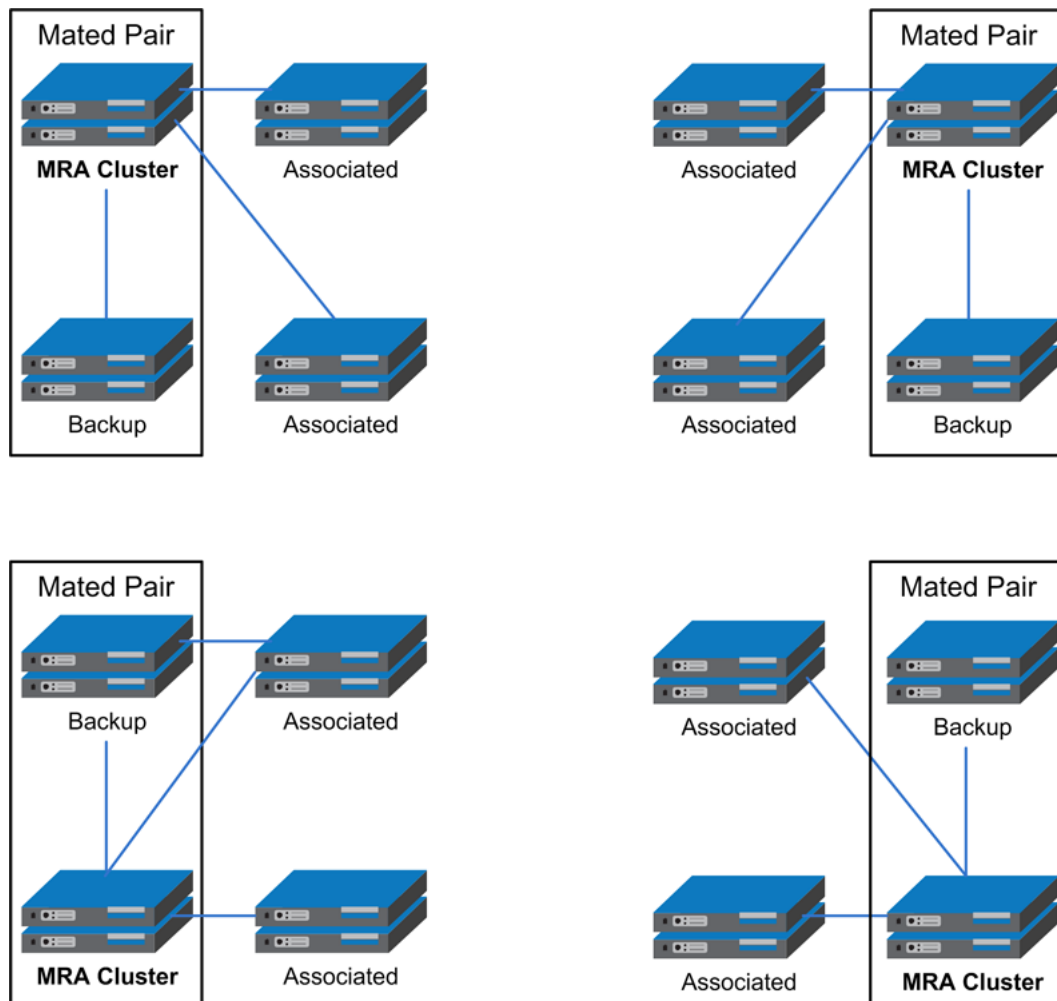 Mated Pair
Mated Pair
MRA Cluster
Associated
Associated
MRA Cluster
Backup
Associated
Associated
Backup
Mated Pair
Mated Pair
Backup
Associated
Associated
Backup
MRA Cluster
Associated
Associated
MRA Cluster